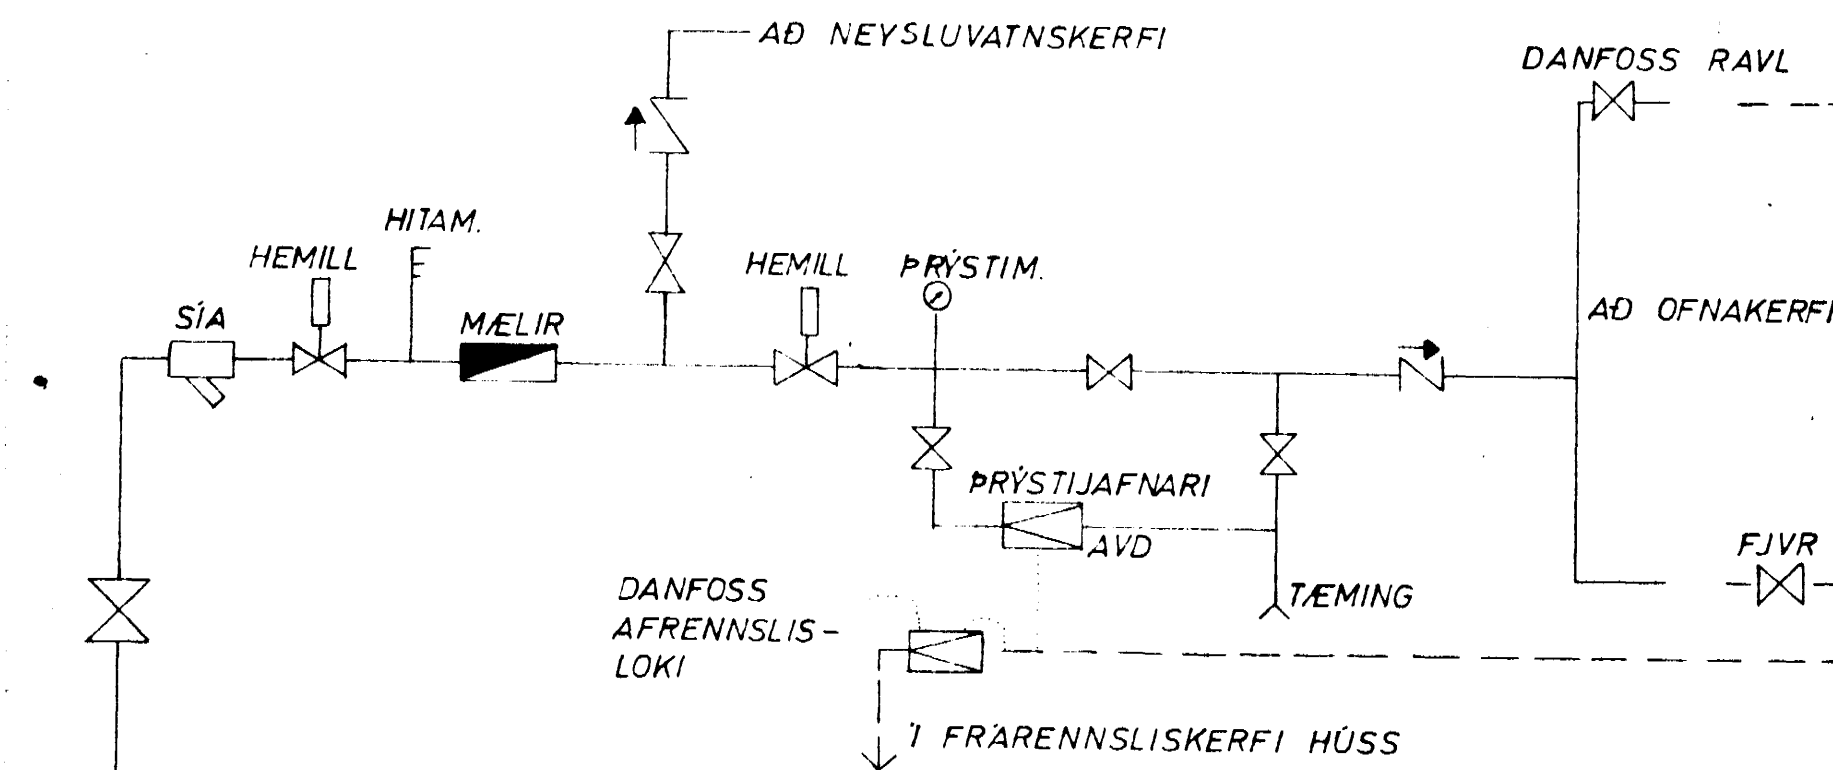 AÐ NEYSLUVATNSKERFI
DANFOSS RAVL
HITAM.
HEMILL
HEMILL
ÞRÝSTIM.
SÍA
MÆLIR
AÐ OFNAKERFI
ÞRÝSTIJAFNARI
AVD
FJVR
DANFOSS
AFRENNSLIS-
LOKI
TÆMING
Í FRÁRENNSLISKERFI HÚSS